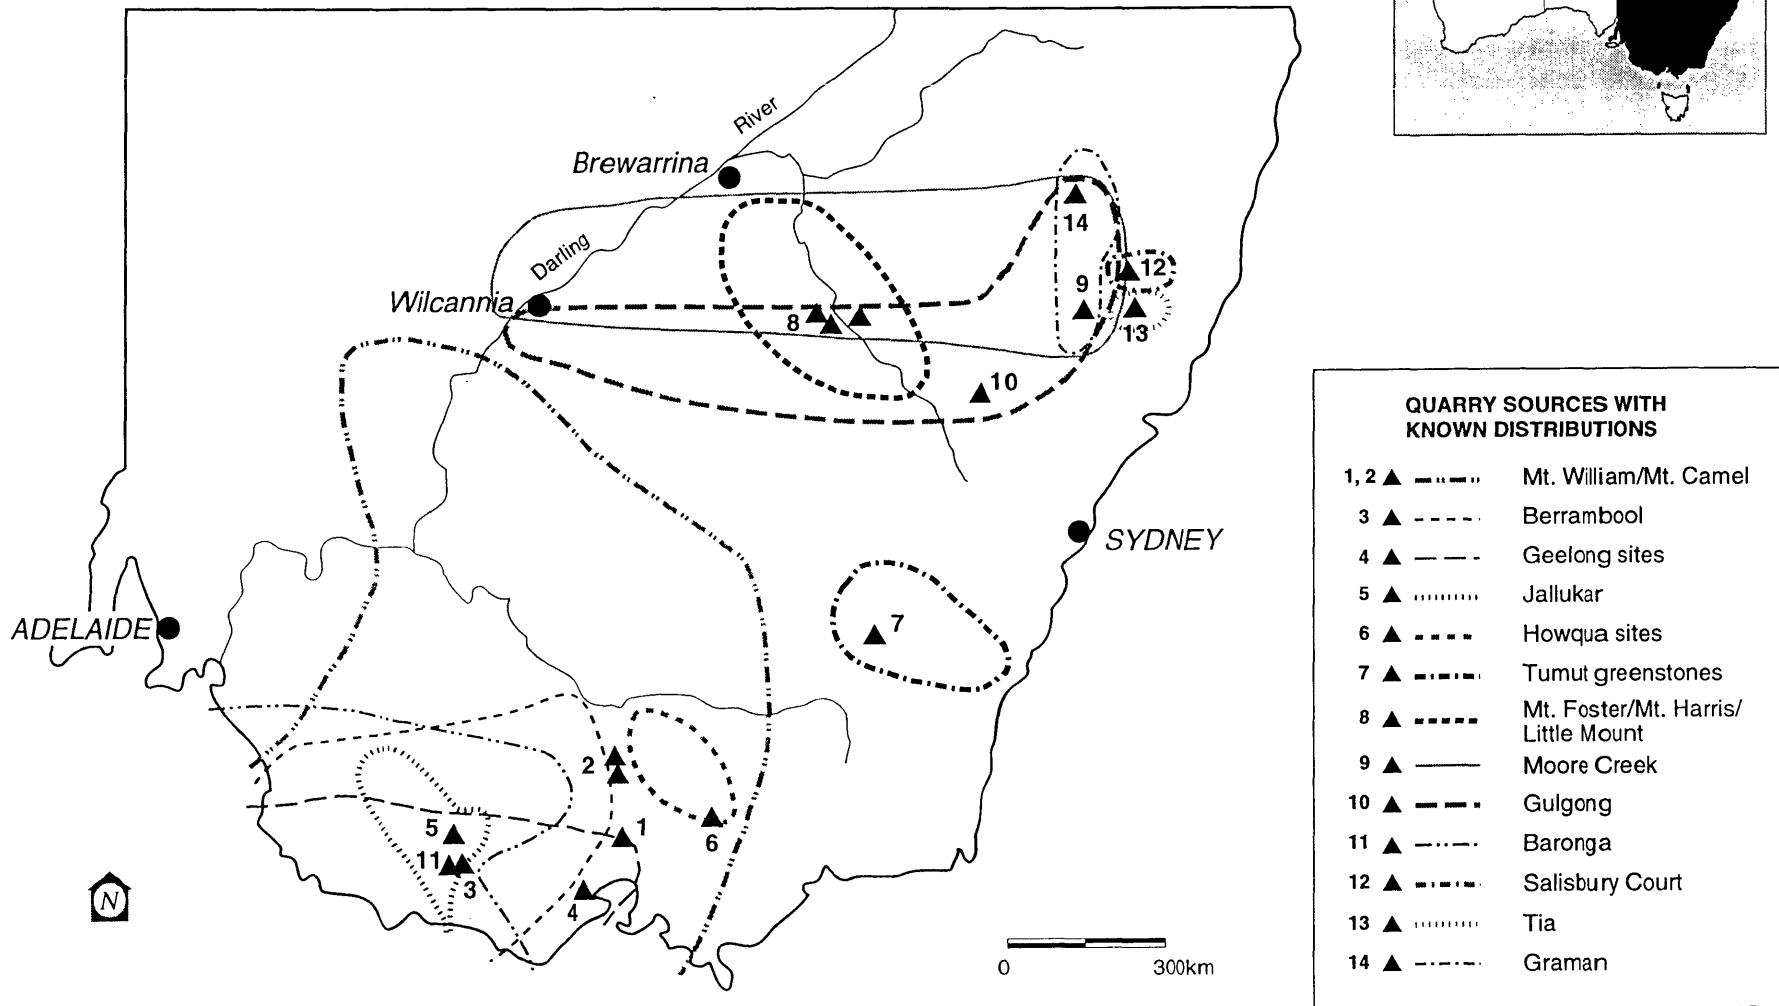 Brewarrina
River
Darling
Wilcannia
14
12
9
13
8
10
SYDNEY
7
ADELAIDE
2
1
5
6
11
3
4
N
0 300km
QUARRY SOURCES WITH
KNOWN DISTRIBUTIONS
1, 2 Mt. William/Mt. Camel
3 Berrambool
4 Geelong sites
5 Jallukar
6 Howqua sites
7 Tumut greenstones
8 Mt. Foster/Mt. Harris/
Little Mount
9 Moore Creek
10 Gulgong
11 Baronga
12 Salisbury Court
13 Tia
14 Graman